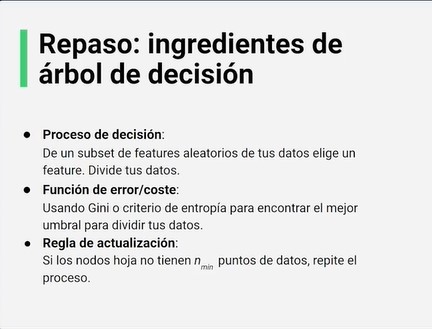 Repaso: ingredientes de
árbol de decisión
● Proceso de decisión:
De un subset de features aleatorios de tus datos elige un
feature. Divide tus datos.
● Función de error/coste:
Usando Gini o criterio de entropía para encontrar el mejor
umbral para dividir tus datos.
● Regla de actualización:
Si los nodos hoja no tienen n_min puntos de datos, repite el
proceso.